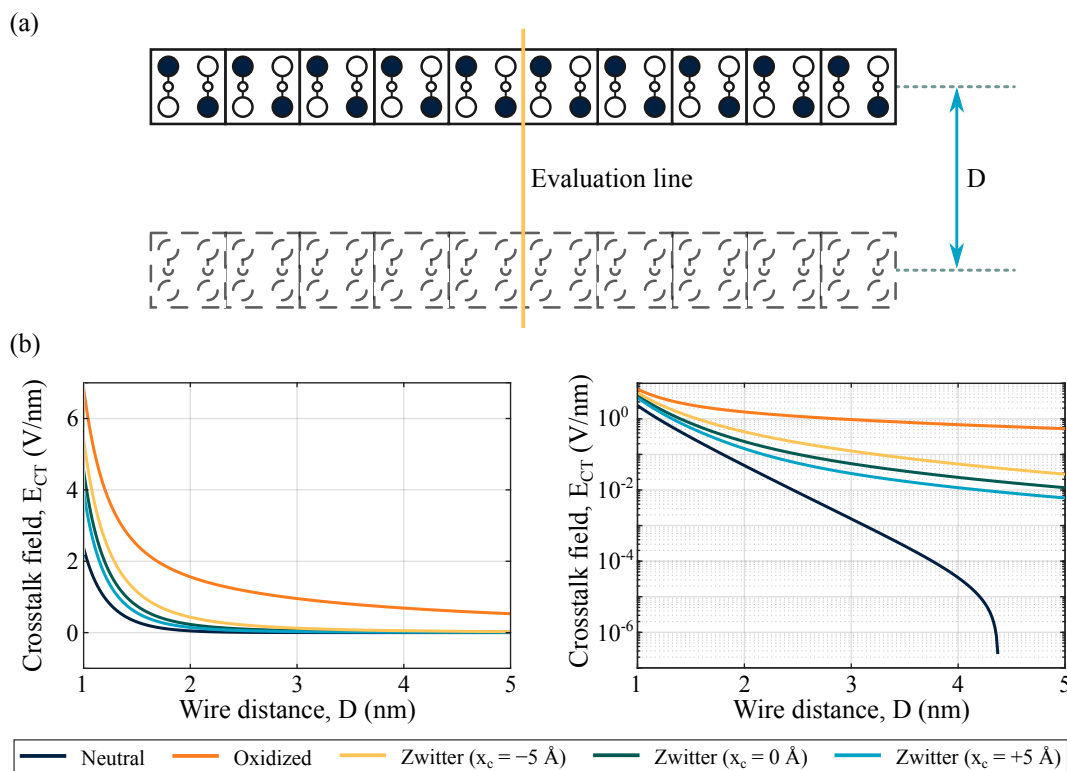 (a)
Evaluation line
D
? ? ? ? ? ? ? ? ? ? ? ? ? ? ? ? ? ? ? ?
(b)
Crosstalk field, E_CT (V/nm)
6
4
2
0
1 2 3 4 5
Wire distance, D (nm)
Crosstalk field, E_CT (V/nm)
10^0
10^-2
10^-4
10^-6
1 2 3 4 5
Wire distance, D (nm)
Neutral Oxidized Zwitter (x_c = −5 Å) Zwitter (x_c = 0 Å) Zwitter (x_c = +5 Å)